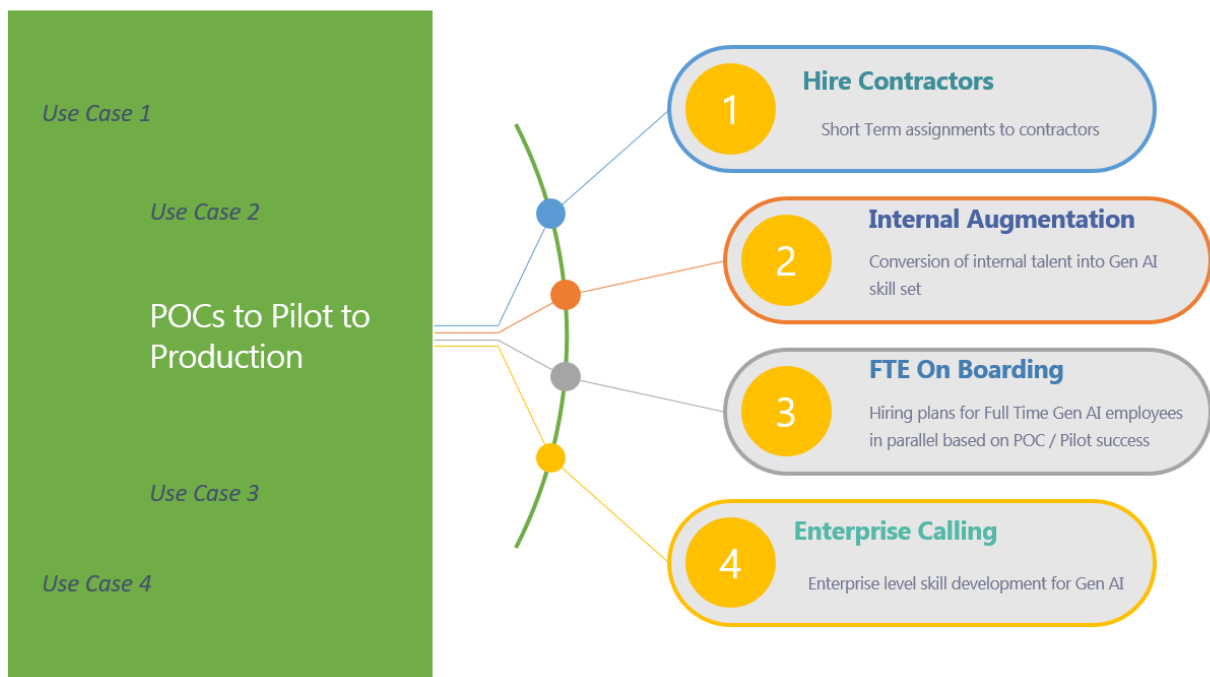 Use Case 1
Use Case 2
POCs to Pilot to
Production
Use Case 3
Use Case 4
1
Hire Contractors
Short Term assignments to contractors
2
Internal Augmentation
Conversion of internal talent into Gen AI
skill set
3
FTE On Boarding
Hiring plans for Full Time Gen AI employees
in parallel based on POC / Pilot success
4
Enterprise Calling
Enterprise level skill development for Gen AI